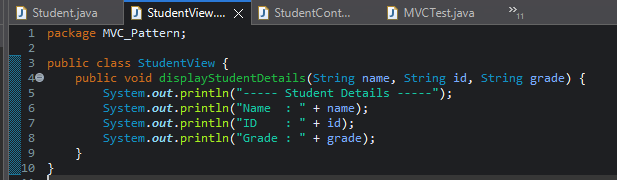 Student.java StudentView.... StudentCont... MVCTest.java »11
1 package MVC_Pattern;
2
3 public class StudentView {
4 public void displayStudentDetails(String name, String id, String grade) {
5 System.out.println("----- Student Details -----");
6 System.out.println("Name  : " + name);
7 System.out.println("ID    : " + id);
8 System.out.println("Grade : " + grade);
9 }
10 }